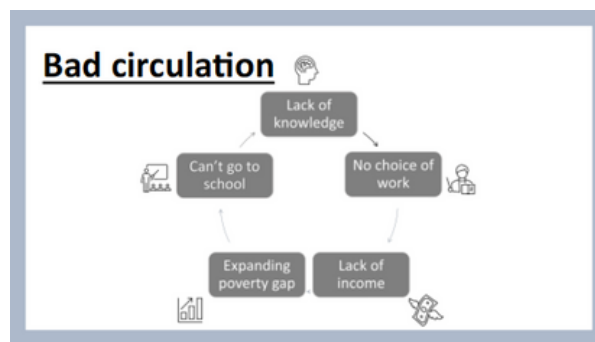 Bad circulation
Lack of
knowledge
No choice of
work
Lack of
income
Expanding
poverty gap
Can't go to
school